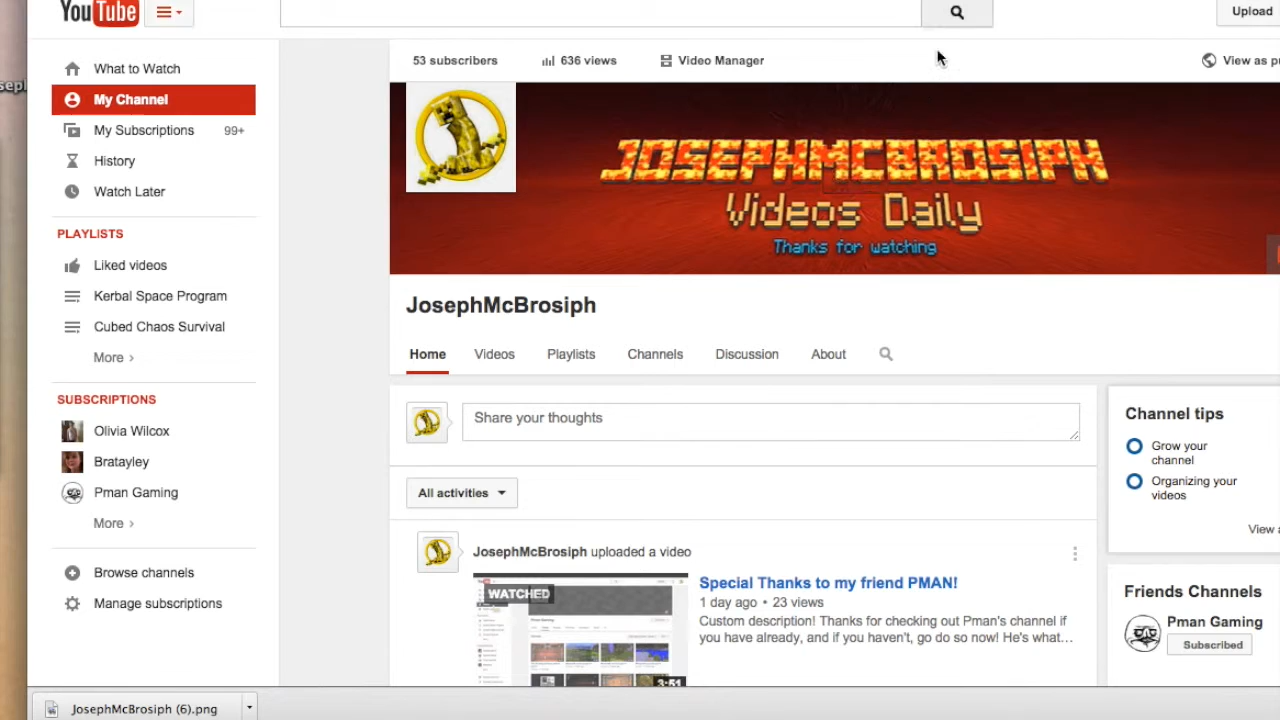 YouTube
Upload
53 subscribers
636 views
Video Manager
View as pu
What to Watch
My Channel
My Subscriptions 99+
History
Watch Later
PLAYLISTS
Liked videos
Kerbal Space Program
Cubed Chaos Survival
More ›
SUBSCRIPTIONS
Olivia Wilcox
Bratayley
Pman Gaming
More ›
Browse channels
Manage subscriptions
JOSEPHMCBROSIPH
Videos Daily
Thanks for watching
JosephMcBrosiph
Home Videos Playlists Channels Discussion About
Share your thoughts
All activities
JosephMcBrosiph uploaded a video
WATCHED
3:51
Special Thanks to my friend PMAN!
1 day ago • 23 views
Custom description! Thanks for checking out Pman's channel if
you have already, and if you haven't, go do so now! He's what...
Channel tips
Grow your
channel
Organizing your
videos
View a
Friends Channels
Pman Gaming
Subscribed
JosephMcBrosiph (6).png